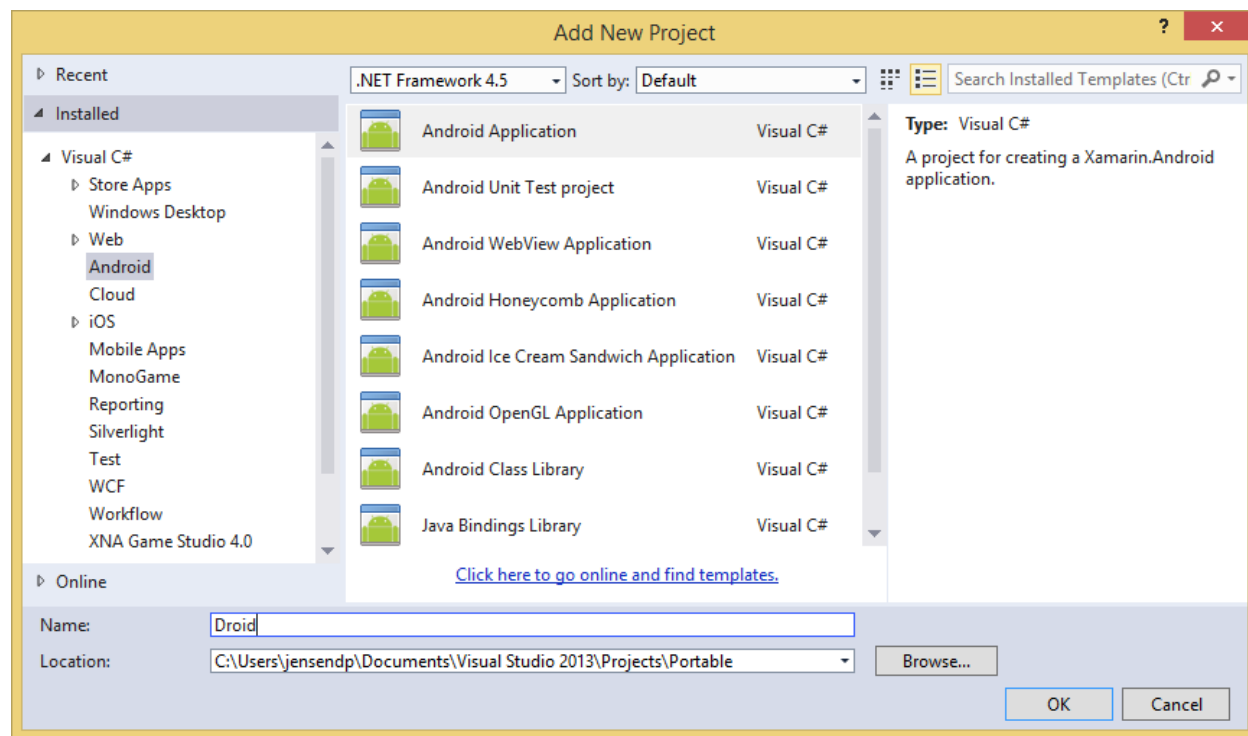 Add New Project
?
Recent
.NET Framework 4.5
Sort by: Default
Search Installed Templates (Ctr
Installed
Visual C#
Store Apps
Windows Desktop
Web
Android
Cloud
iOS
Mobile Apps
MonoGame
Reporting
Silverlight
Test
WCF
Workflow
XNA Game Studio 4.0
Online
Android Application Visual C#
Android Unit Test project Visual C#
Android WebView Application Visual C#
Android Honeycomb Application Visual C#
Android Ice Cream Sandwich Application Visual C#
Android OpenGL Application Visual C#
Android Class Library Visual C#
Java Bindings Library Visual C#
Click here to go online and find templates.
Type: Visual C#
A project for creating a Xamarin.Android
application.
Name: Droid
Location: C:\Users\jensendp\Documents\Visual Studio 2013\Projects\Portable
Browse...
OK Cancel